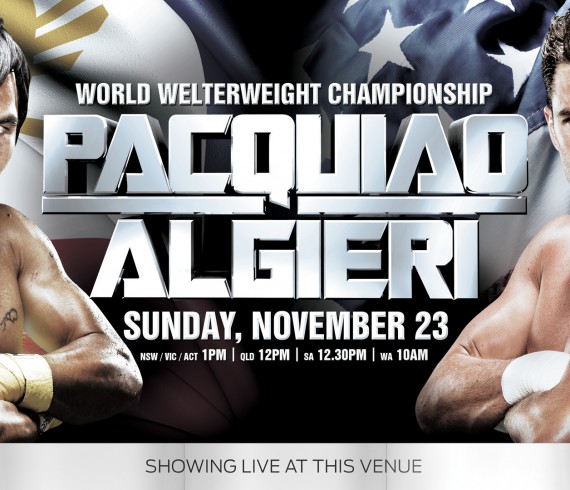 WORLD WELTERWEIGHT CHAMPIONSHIP
PACQUIAO
ALGIERI
SUNDAY, NOVEMBER 23
NSW / VIC / ACT 1PM | QLD 12PM | SA 12.30PM | WA 10AM
SHOWING LIVE AT THIS VENUE